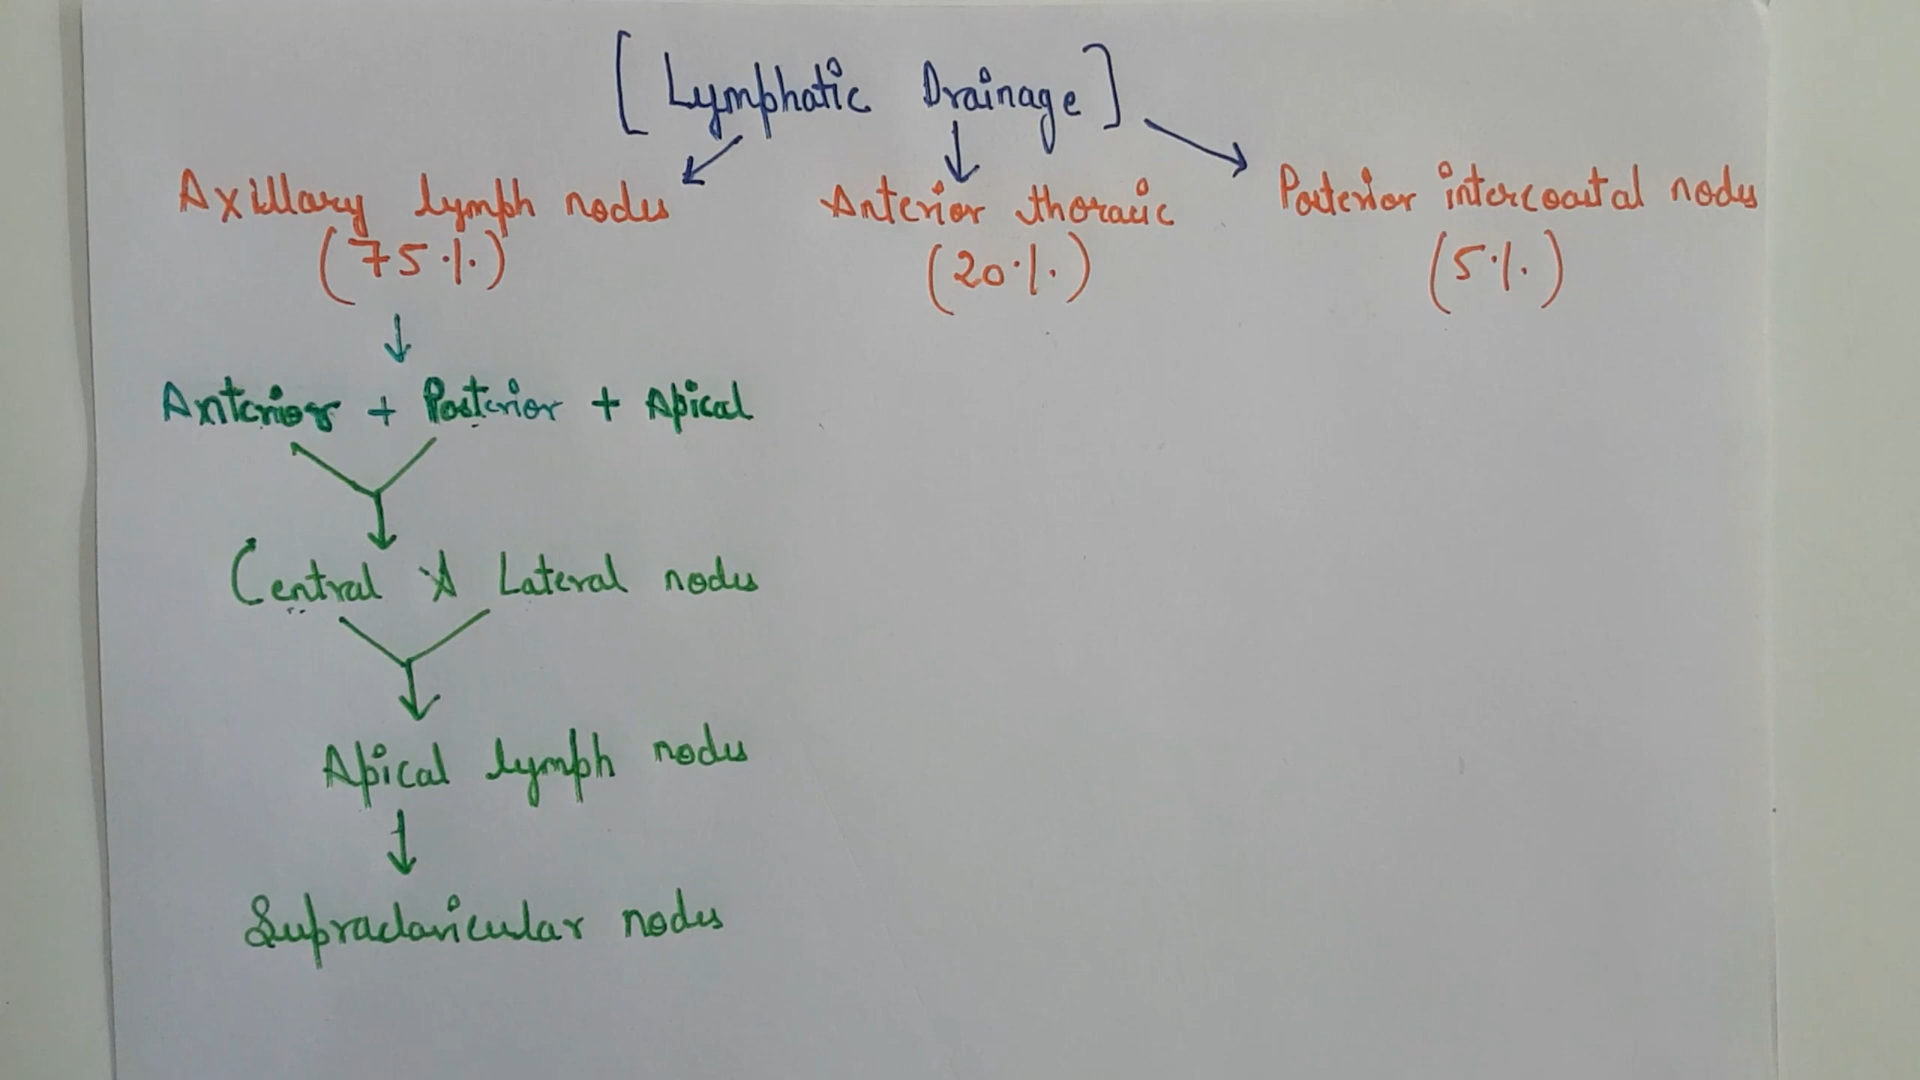 [ Lymphatic Drainage ]
Axillary lymph nodes
(75%)
Anterior thoracic
(20%)
Posterior intercoastal nodes
(5%)
Anterior + Posterior + Apical
Central & Lateral nodes
Apical lymph nodes
Supraclavicular nodes